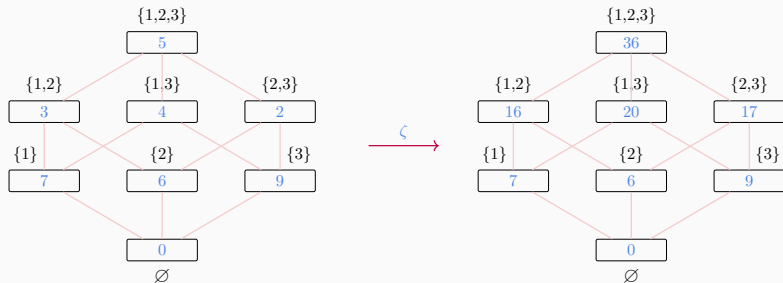 {1,2,3} {1,2,3}
5 36
{1,2} {1,3} {2,3} {1,2} {1,3} {2,3}
3 4 2 16 20 17
ζ
{1} {2} {3} {1} {2} {3}
7 6 9 7 6 9
0 0
∅ ∅